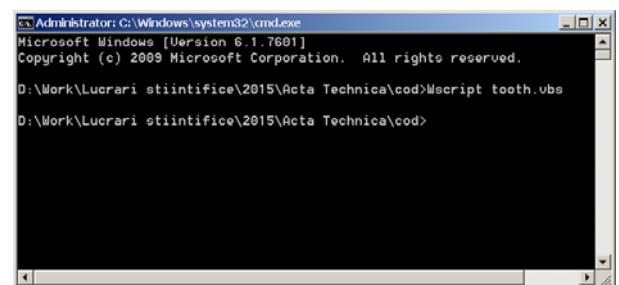 Administrator: C:\Windows\system32\cmd.exe
Microsoft Windows [Version 6.1.7601]
Copyright (c) 2009 Microsoft Corporation.  All rights reserved.
D:\Work\Lucrari stiintifice\2015\Acta Technica\cod>Wscript tooth.vbs
D:\Work\Lucrari stiintifice\2015\Acta Technica\cod>